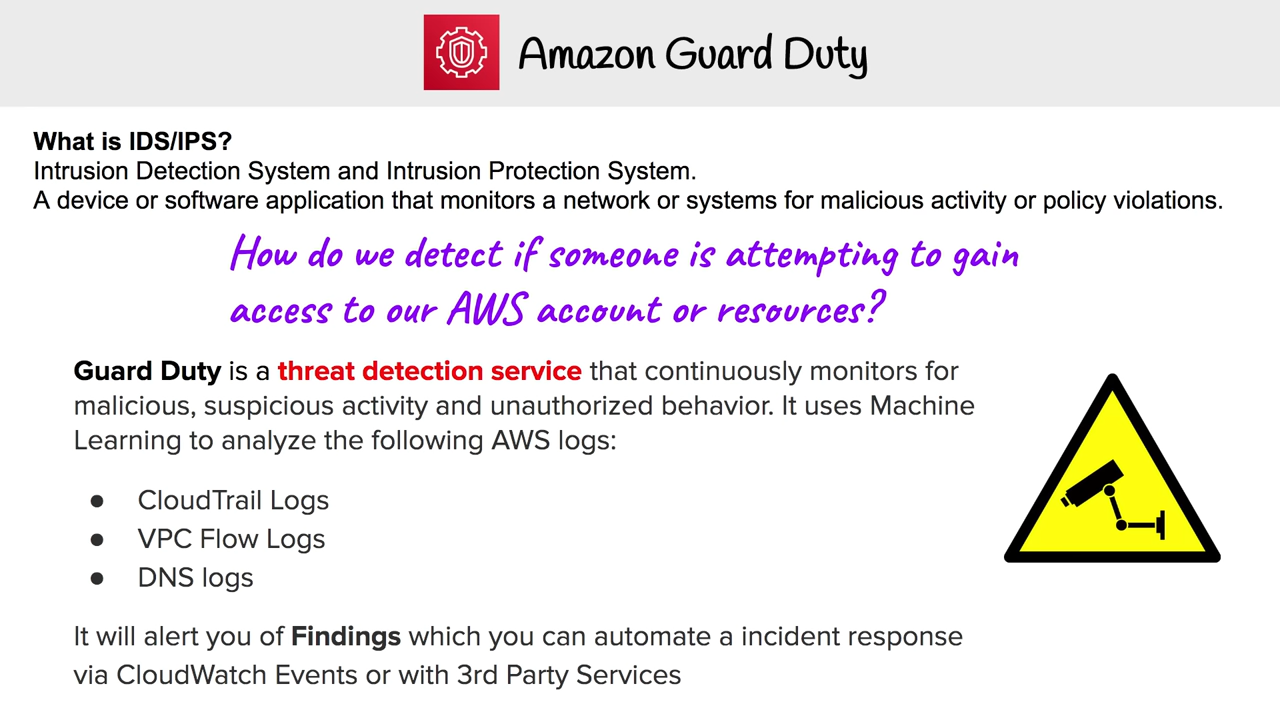 Amazon Guard Duty
What is IDS/IPS?
Intrusion Detection System and Intrusion Protection System.
A device or software application that monitors a network or systems for malicious activity or policy violations.
How do we detect if someone is attempting to gain
access to our AWS account or resources?
Guard Duty is a threat detection service that continuously monitors for
malicious, suspicious activity and unauthorized behavior. It uses Machine
Learning to analyze the following AWS logs:
● CloudTrail Logs
● VPC Flow Logs
● DNS logs
It will alert you of Findings which you can automate a incident response
via CloudWatch Events or with 3rd Party Services